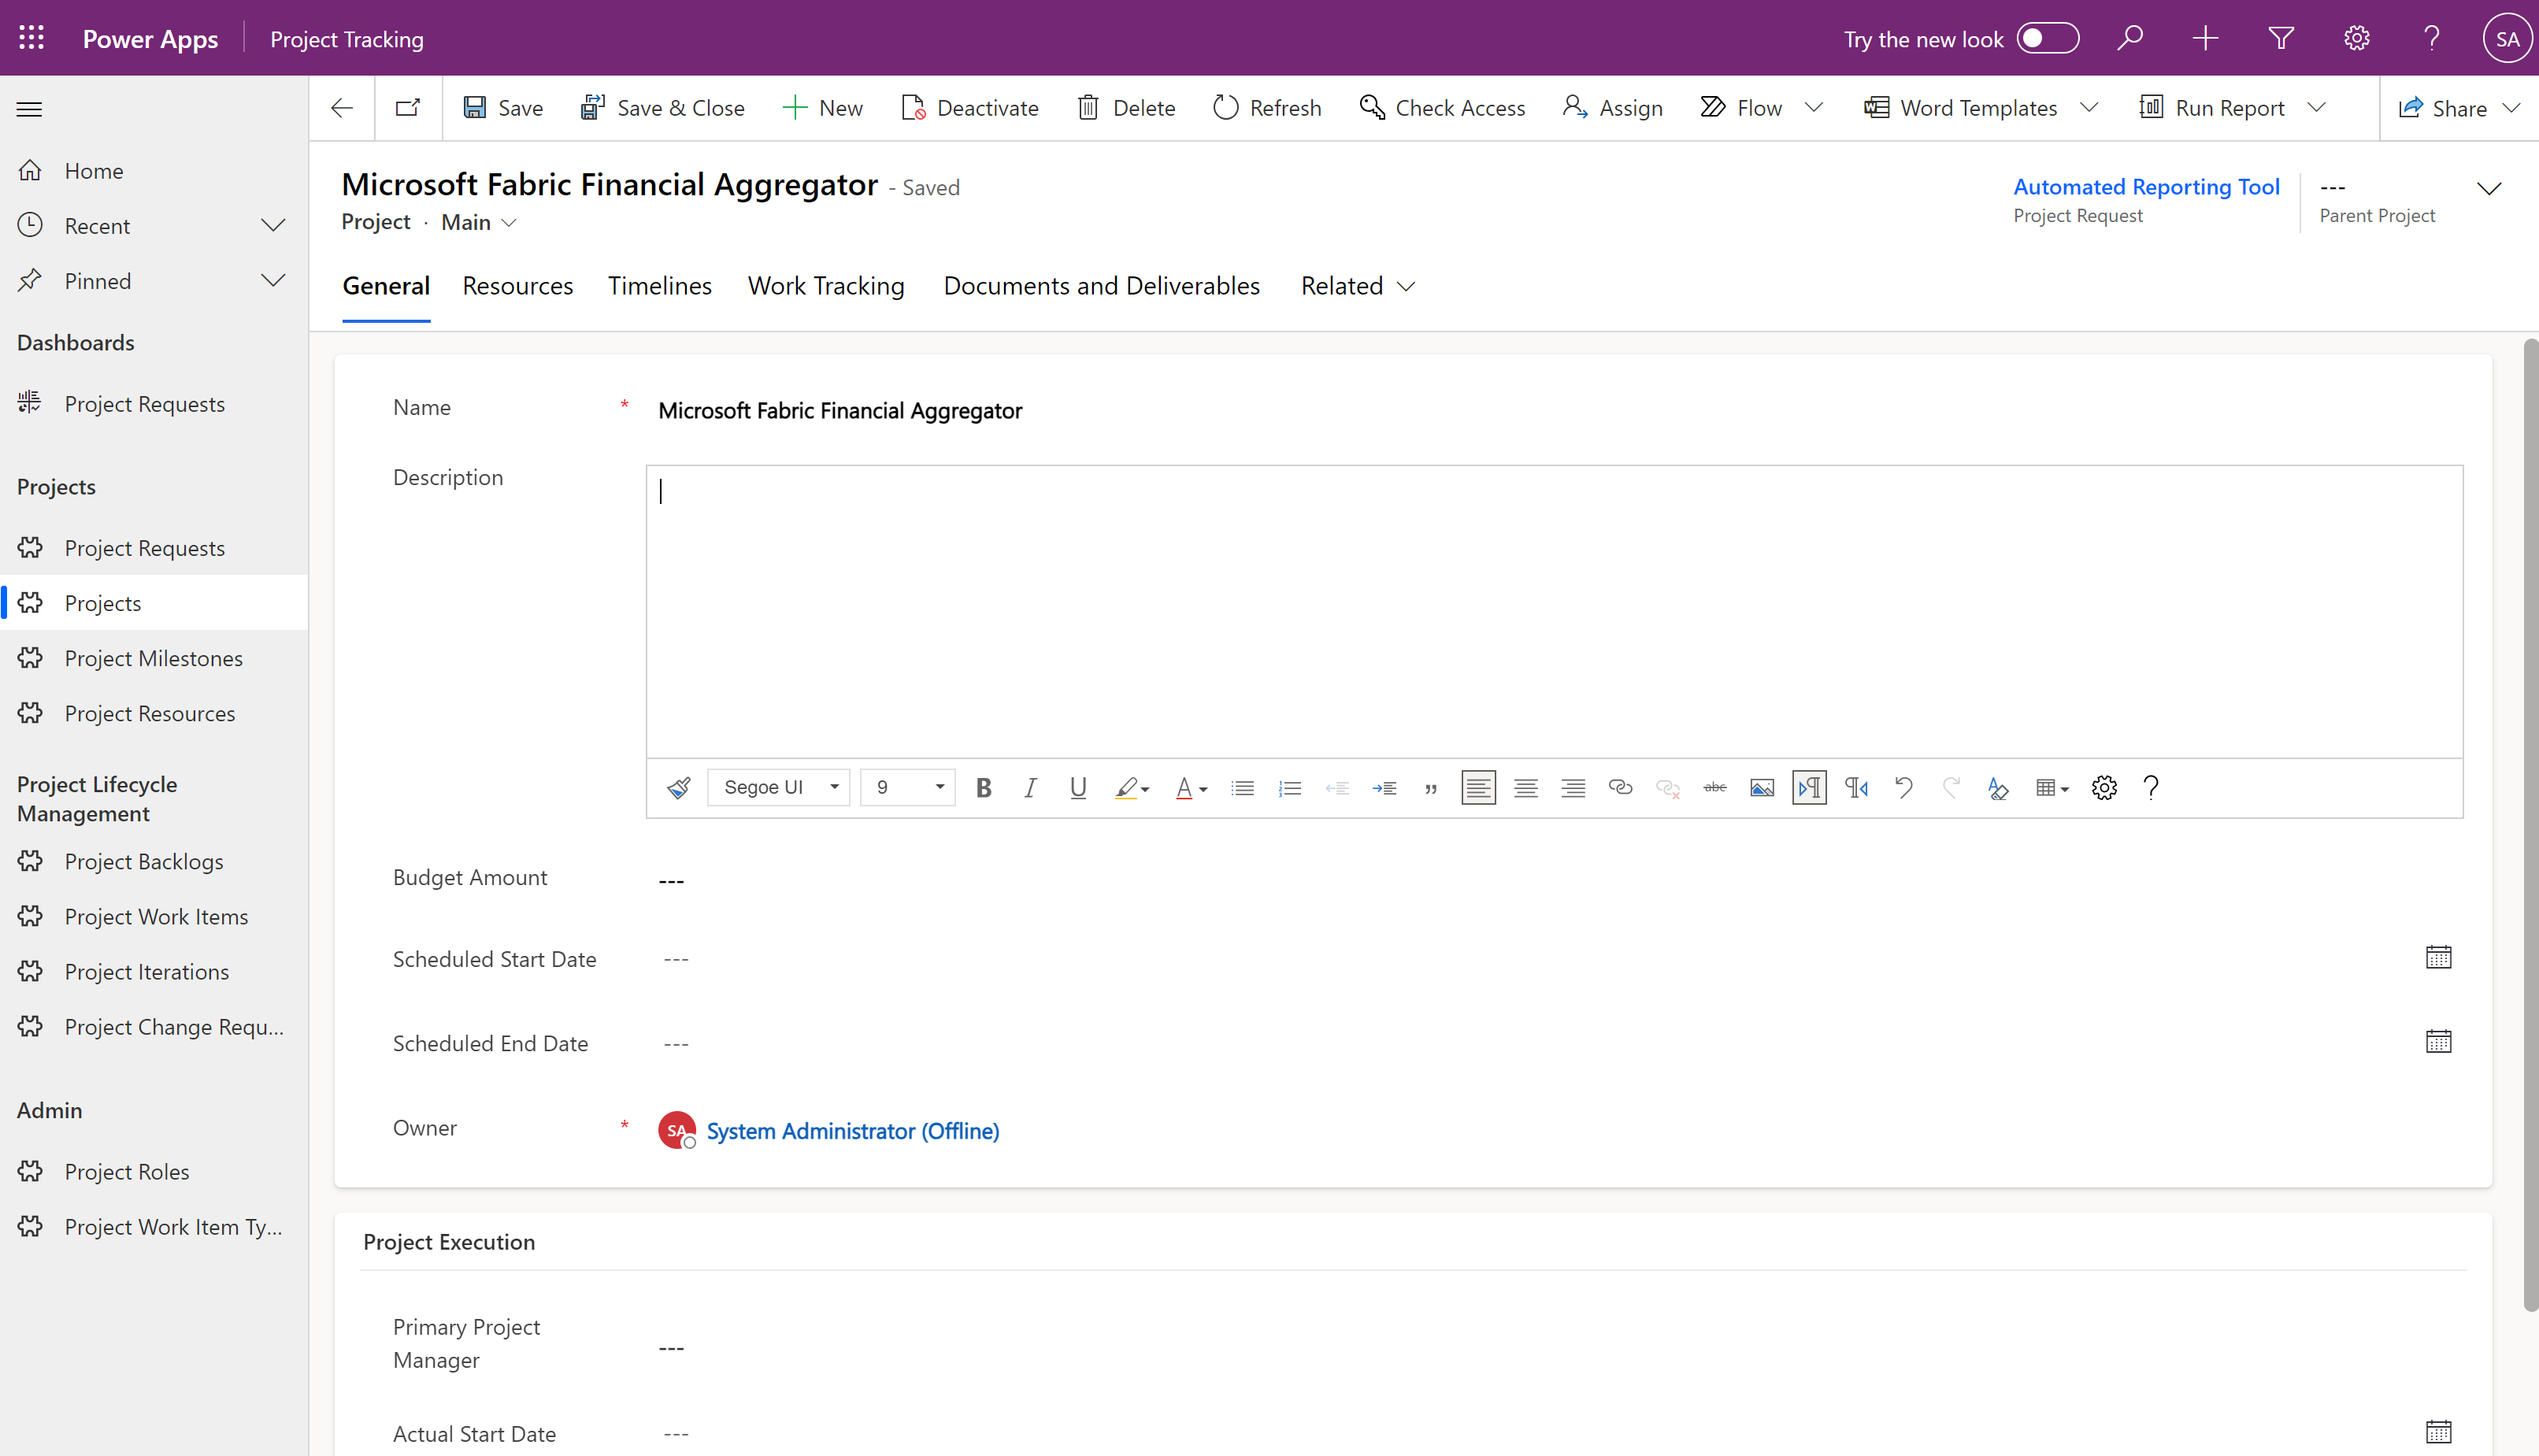 Power Apps
Project Tracking
Try the new look
SA
Save
Save & Close
New
Deactivate
Delete
Refresh
Check Access
Assign
Flow
Word Templates
Run Report
Share
Home
Recent
Pinned
Dashboards
Project Requests
Projects
Project Requests
Projects
Project Milestones
Project Resources
Project Lifecycle
Management
Project Backlogs
Project Work Items
Project Iterations
Project Change Requ...
Admin
Project Roles
Project Work Item Ty...
Microsoft Fabric Financial Aggregator - Saved
Project · Main
Automated Reporting Tool
Project Request
---
Parent Project
General
Resources
Timelines
Work Tracking
Documents and Deliverables
Related
Name *
Microsoft Fabric Financial Aggregator
Description
Segoe UI
9
B I U A abc
Budget Amount
---
Scheduled Start Date
---
Scheduled End Date
---
Owner *
SA System Administrator (Offline)
Project Execution
Primary Project
Manager
---
Actual Start Date
---